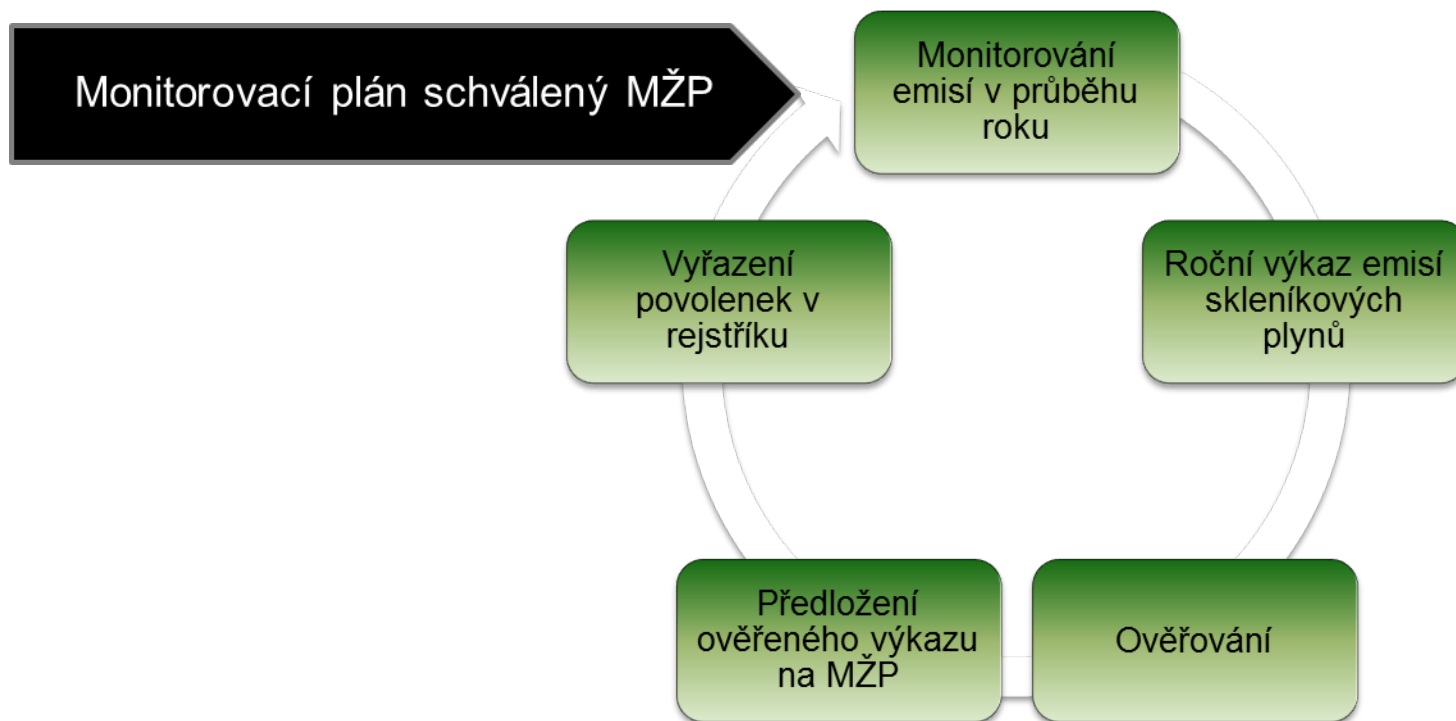 Monitorovací plán schválený MŽP
Monitorování
emisí v průběhu
roku
Roční výkaz emisí
skleníkových
plynů
Ověřování
Předložení
ověřeného výkazu
na MŽP
Vyřazení
povolenek v
rejstříku